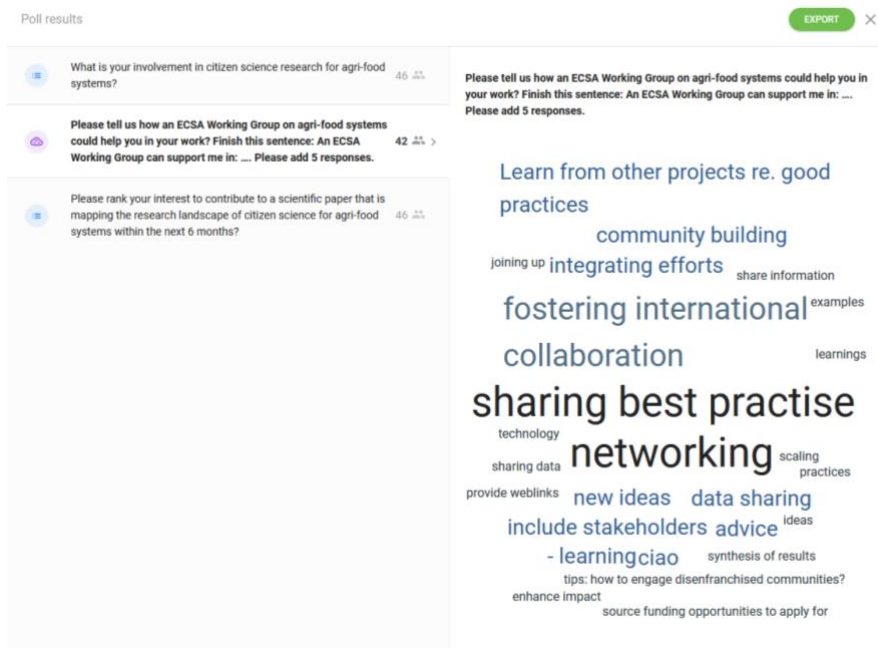 Poll results
EXPORT
What is your involvement in citizen science research for agri-food
systems?
46
Please tell us how an ECSA Working Group on agri-food systems
could help you in your work? Finish this sentence: An ECSA
Working Group can support me in: .... Please add 5 responses.
42
Please rank your interest to contribute to a scientific paper that is
mapping the research landscape of citizen science for agri-food
systems within the next 6 months?
46
Please tell us how an ECSA Working Group on agri-food systems could help you in
your work? Finish this sentence: An ECSA Working Group can support me in: ....
Please add 5 responses.
Learn from other projects re. good
practices
community building
joining up integrating efforts share information
fostering international examples
collaboration learnings
sharing best practise
technology
sharing data networking scaling
practices
provide weblinks new ideas data sharing
include stakeholders advice ideas
- learning ciao synthesis of results
tips: how to engage disenfranchised communities?
enhance impact
source funding opportunities to apply for